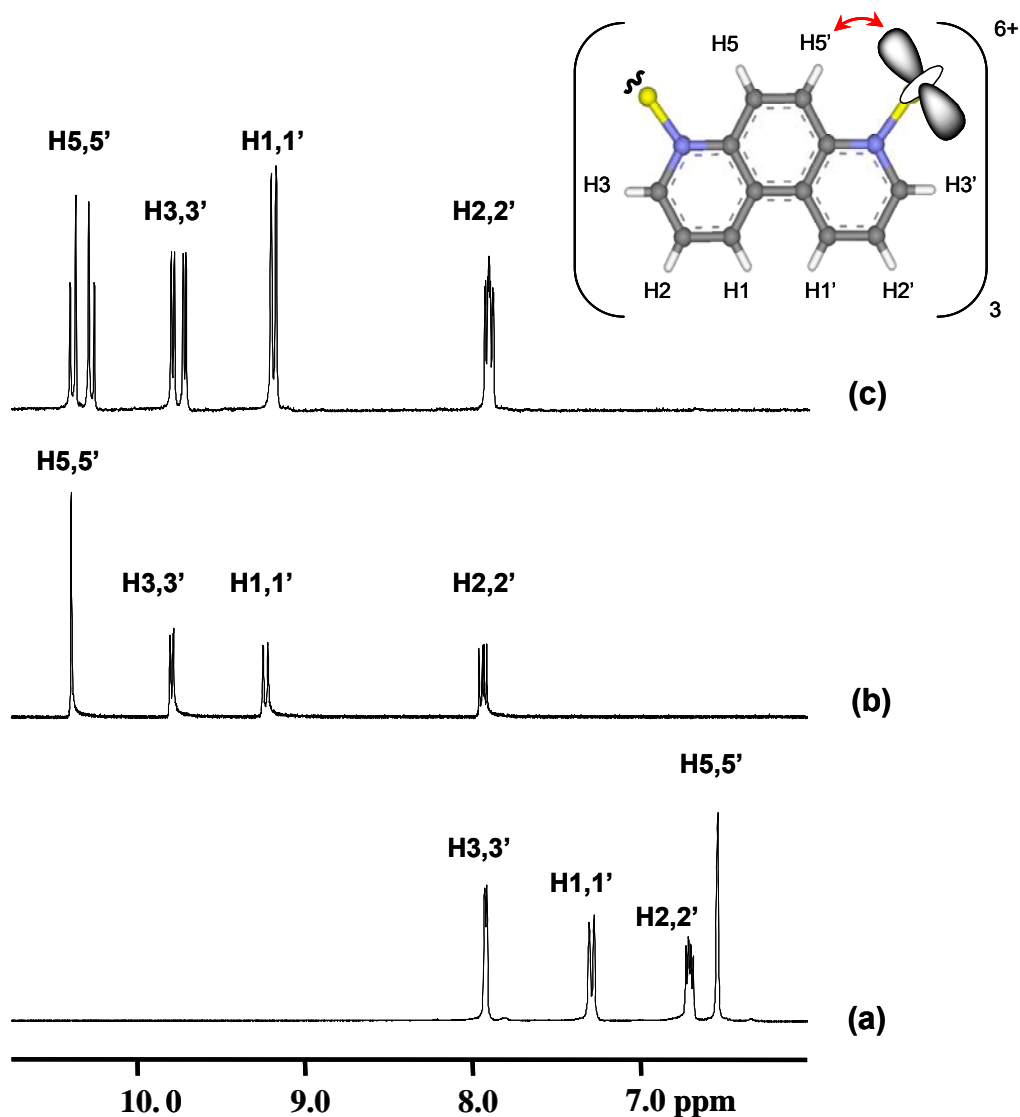 6+
H5 H5’
H3 H3’
H2 H1 H1’ H2’
3
H5,5’ H1,1’
H3,3’ H2,2’
(c)
H5,5’
H3,3’ H1,1’ H2,2’
(b)
H5,5’
H3,3’
H1,1’
H2,2’
(a)
10. 0 9.0 8.0 7.0 ppm